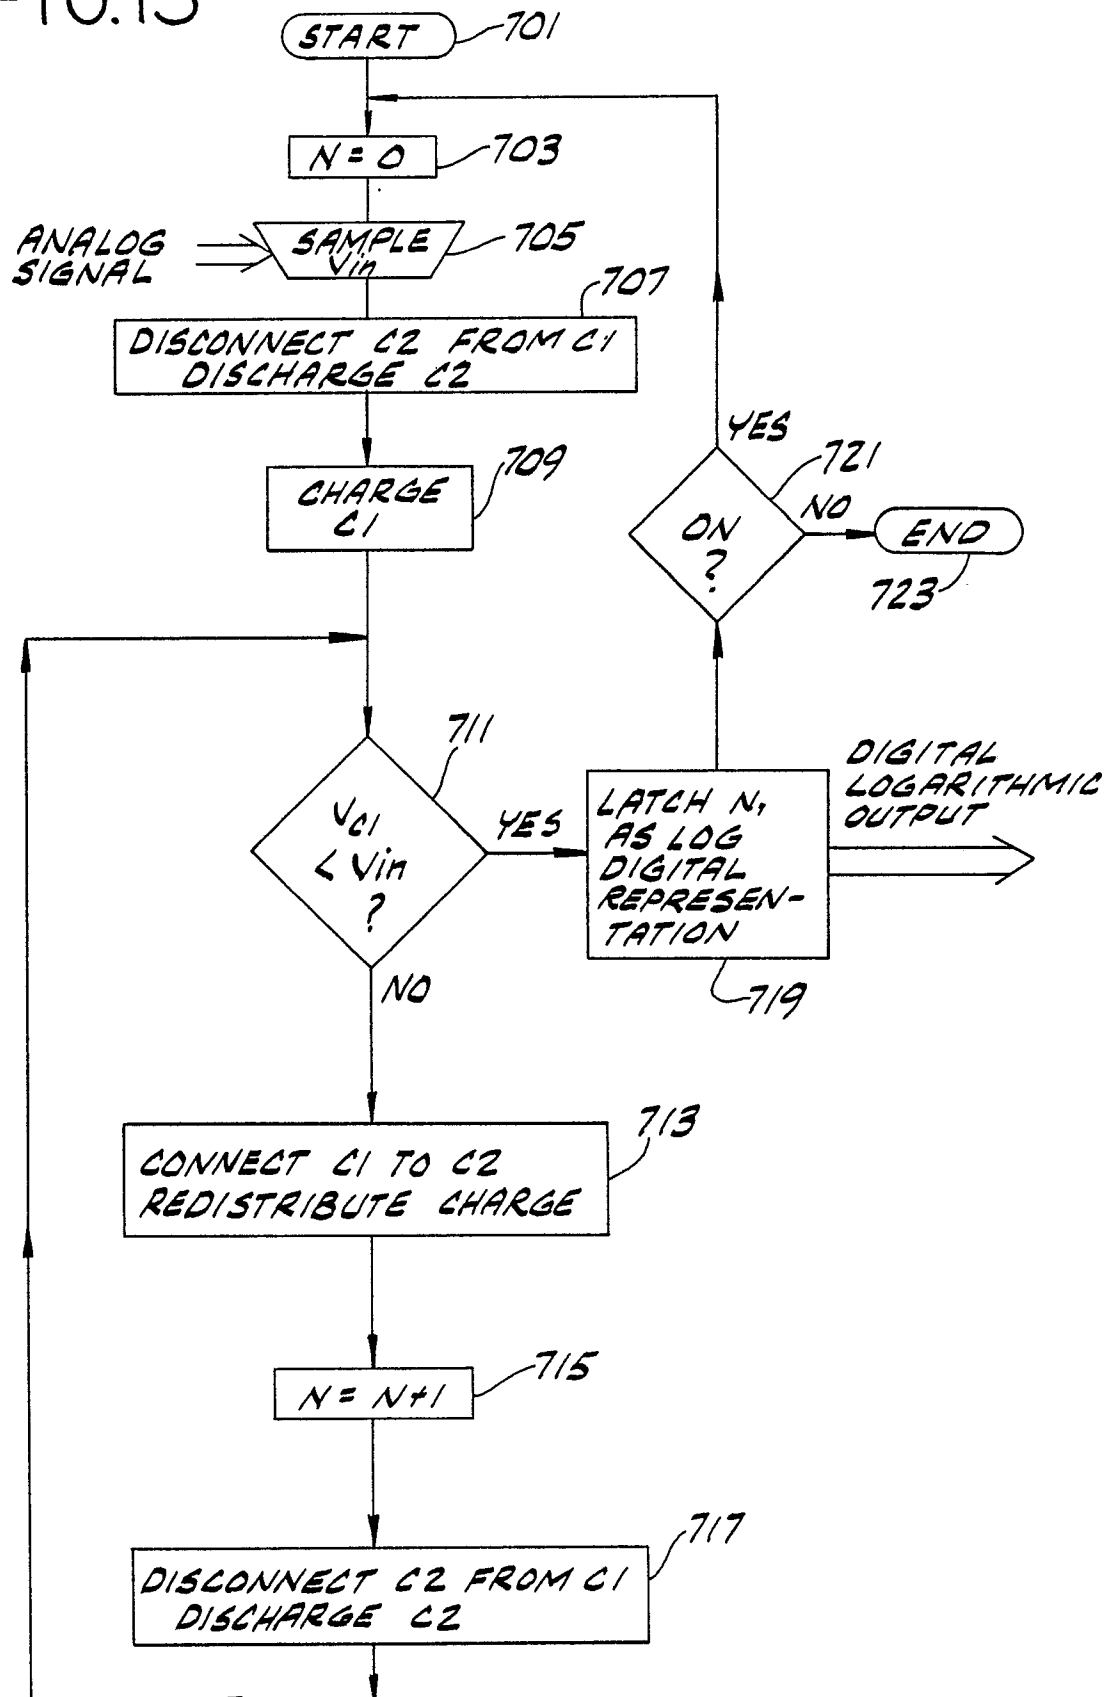 -10.13
START
701
N = 0
703
ANALOG
SIGNAL
SAMPLE
Vin
705
707
DISCONNECT C2 FROM C1
DISCHARGE C2
CHARGE
C1
709
YES
721
ON
?
NO
END
723
711
VC1
< Vin
?
YES
NO
LATCH N,
AS LOG
DIGITAL
REPRESEN-
TATION
719
DIGITAL
LOGARITHMIC
OUTPUT
713
CONNECT C1 TO C2
REDISTRIBUTE CHARGE
N = N+1
715
717
DISCONNECT C2 FROM C1
DISCHARGE C2